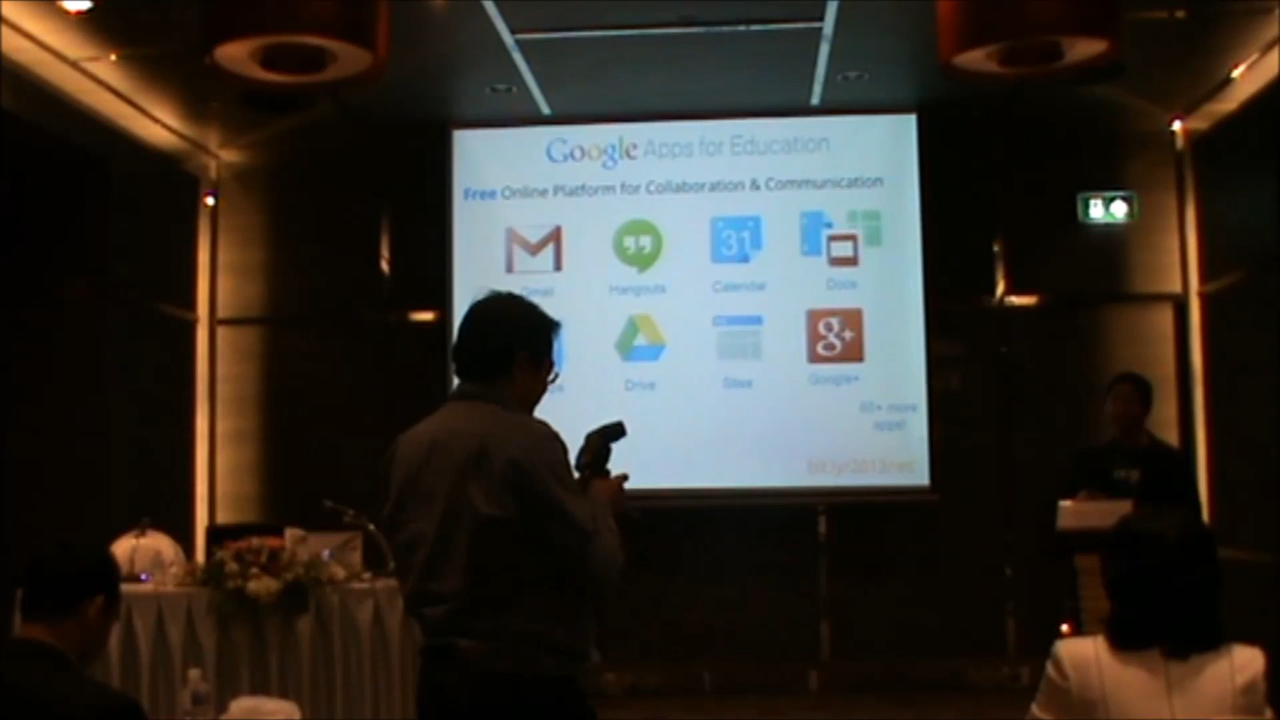 Google Apps for Education
Free Online Platform for Collaboration & Communication
31
Gmail Hangouts Calendar Docs
g+
Drive Sites Google+
60+ more
apps!